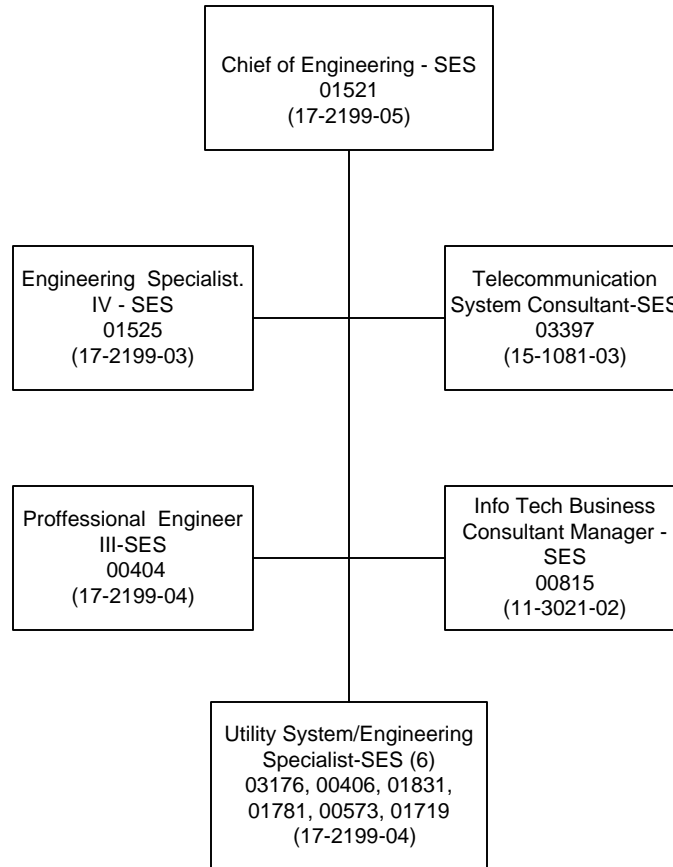 Chief of Engineering - SES
01521
(17-2199-05)
Engineering Specialist.
IV - SES
01525
(17-2199-03)
Telecommunication
System Consultant-SES
03397
(15-1081-03)
Proffessional Engineer
III-SES
00404
(17-2199-04)
Info Tech Business
Consultant Manager -
SES
00815
(11-3021-02)
Utility System/Engineering
Specialist-SES (6)
03176, 00406, 01831,
01781, 00573, 01719
(17-2199-04)